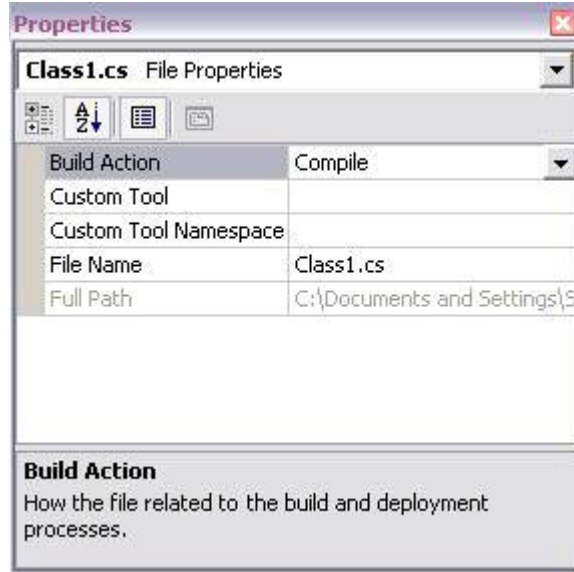 Properties
Class1.cs File Properties
Build Action Compile
Custom Tool
Custom Tool Namespace
File Name Class1.cs
Full Path C:\Documents and Settings\S
Build Action
How the file related to the build and deployment
processes.